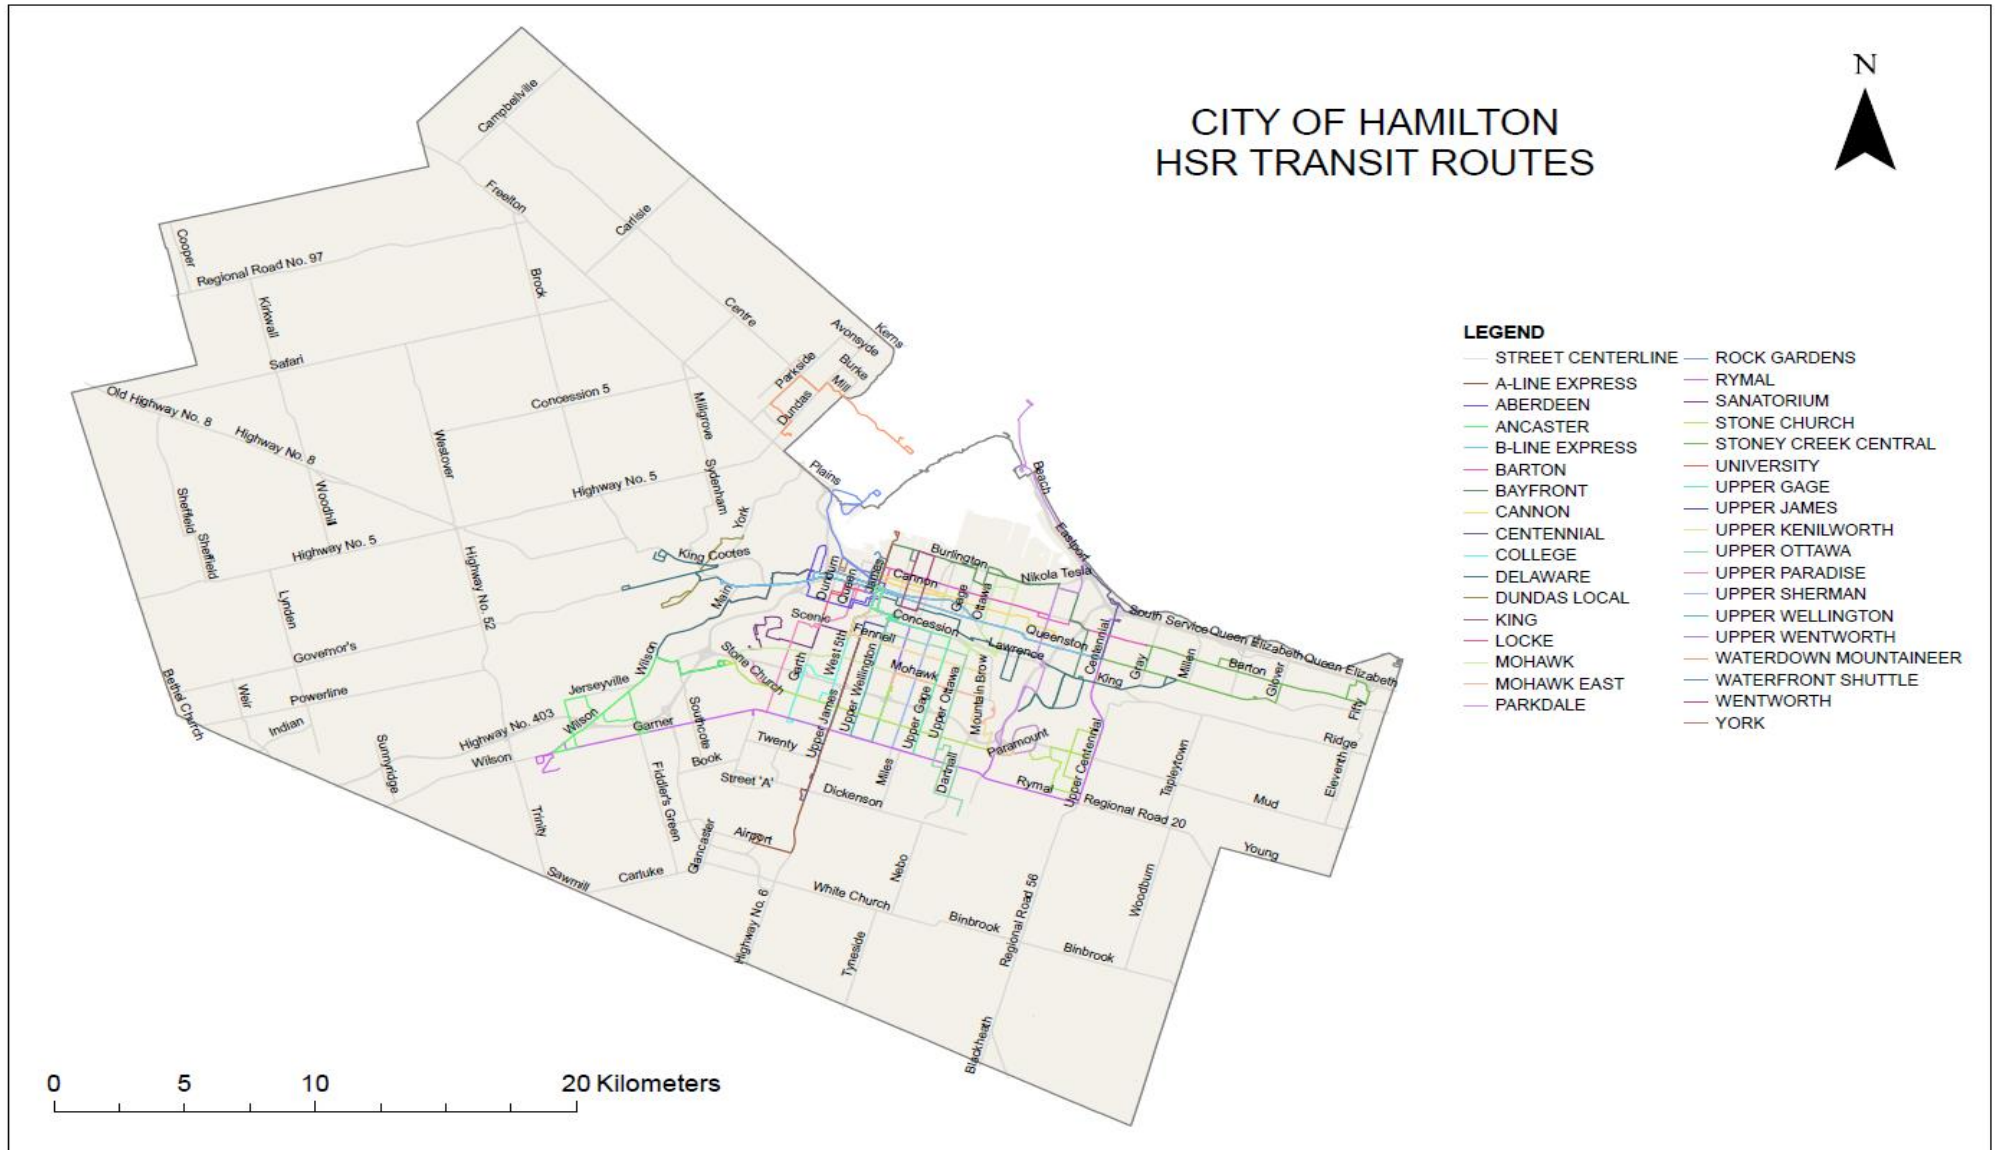 CITY OF HAMILTON
HSR TRANSIT ROUTES
N
LEGEND
STREET CENTERLINE
A-LINE EXPRESS
ABERDEEN
ANCASTER
B-LINE EXPRESS
BARTON
BAYFRONT
CANNON
CENTENNIAL
COLLEGE
DELAWARE
DUNDAS LOCAL
KING
LOCKE
MOHAWK
MOHAWK EAST
PARKDALE
ROCK GARDENS
RYMAL
SANATORIUM
STONE CHURCH
STONEY CREEK CENTRAL
UNIVERSITY
UPPER GAGE
UPPER JAMES
UPPER KENILWORTH
UPPER OTTAWA
UPPER PARADISE
UPPER SHERMAN
UPPER WELLINGTON
UPPER WENTWORTH
WATERDOWN MOUNTAINEER
WATERFRONT SHUTTLE
WENTWORTH
YORK
Campbellville
Freelton
Carlisle
Cooper
Regional Road No. 97
Kirkwall
Brock
Safari
Centre
Avonsyde
Kerns
Parkside
Burke
Mill
Dundas
Old Highway No. 8
Highway No. 8
Concession 5
Millgrove
Westover
Sydenham
Plains
Beach
Eastport
Sheffield
Sheffield
Woodhill
Highway No. 5
Highway No. 5
York
King
Cootes
Highway No. 52
Lynden
Main
Dundurn
Queen
James
Burlington
Cannon
Gage
Ottawa
Nikola Tesla
Scenic
Concession
Fennell
West 5th
Lawrence
Queenston
Centennial
South Service
Queen Elizabeth
Queen Elizabeth
Gray
Millen
Barton
Glover
King
Fifty
Governor's
Bethel Church
Weir
Powerline
Indian
Jerseyville
Wilson
Stone Church
Garth
Upper Wellington
Mohawk
Upper James
Upper Gage
Upper Ottawa
Mountain Brow
Paramount
Upper Centennial
Ridge
Eleventh
Tapleytown
Sunnyridge
Highway No. 403
Wilson
Wilson
Garner
Southcote
Book
Twenty
Street 'A'
Dickenson
Miles
Dartnall
Rymal
Regional Road 20
Mud
Young
Trinity
Fiddler's Green
Glancaster
Airport
Sawmill
Carluke
Highway No. 6
White Church
Nebo
Tyneside
Binbrook
Binbrook
Regional Road 56
Woodburn
Blackheath
0 5 10 20 Kilometers